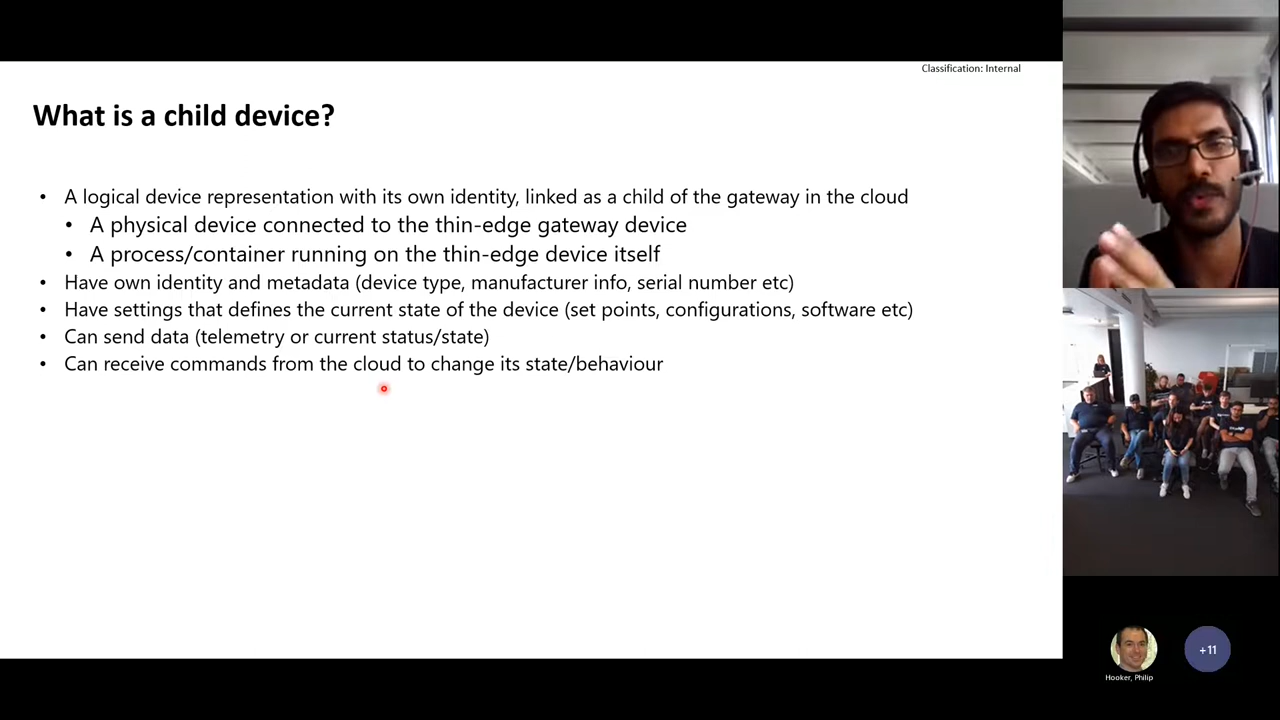 Classification: Internal
What is a child device?
• A logical device representation with its own identity, linked as a child of the gateway in the cloud
• A physical device connected to the thin-edge gateway device
• A process/container running on the thin-edge device itself
• Have own identity and metadata (device type, manufacturer info, serial number etc)
• Have settings that defines the current state of the device (set points, configurations, software etc)
• Can send data (telemetry or current status/state)
• Can receive commands from the cloud to change its state/behaviour
+11
Hooker, Philip